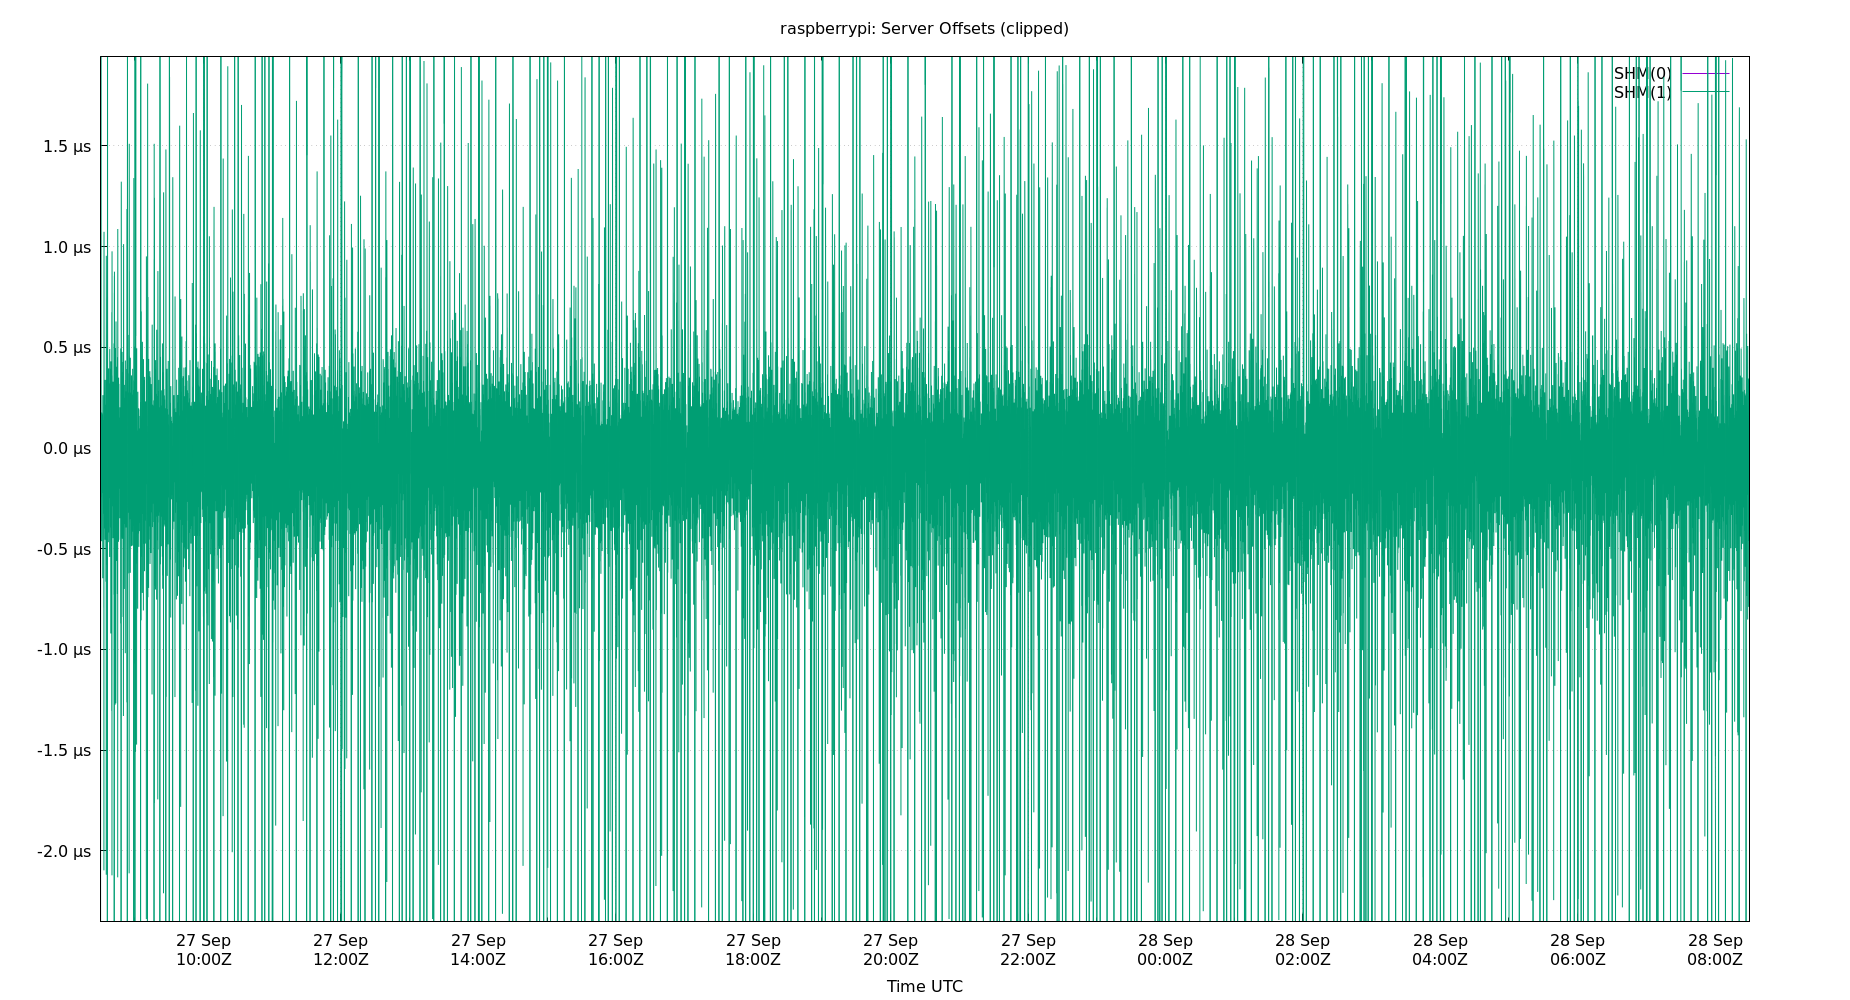 raspberrypi: Server Offsets (clipped)
SHM(0)
SHM(1)
1.5 µs
1.0 µs
0.5 µs
0.0 µs
-0.5 µs
-1.0 µs
-1.5 µs
-2.0 µs
27 Sep 27 Sep 27 Sep 27 Sep 27 Sep 27 Sep 27 Sep 28 Sep 28 Sep 28 Sep 28 Sep 28 Sep
10:00Z 12:00Z 14:00Z 16:00Z 18:00Z 20:00Z 22:00Z 00:00Z 02:00Z 04:00Z 06:00Z 08:00Z
Time UTC